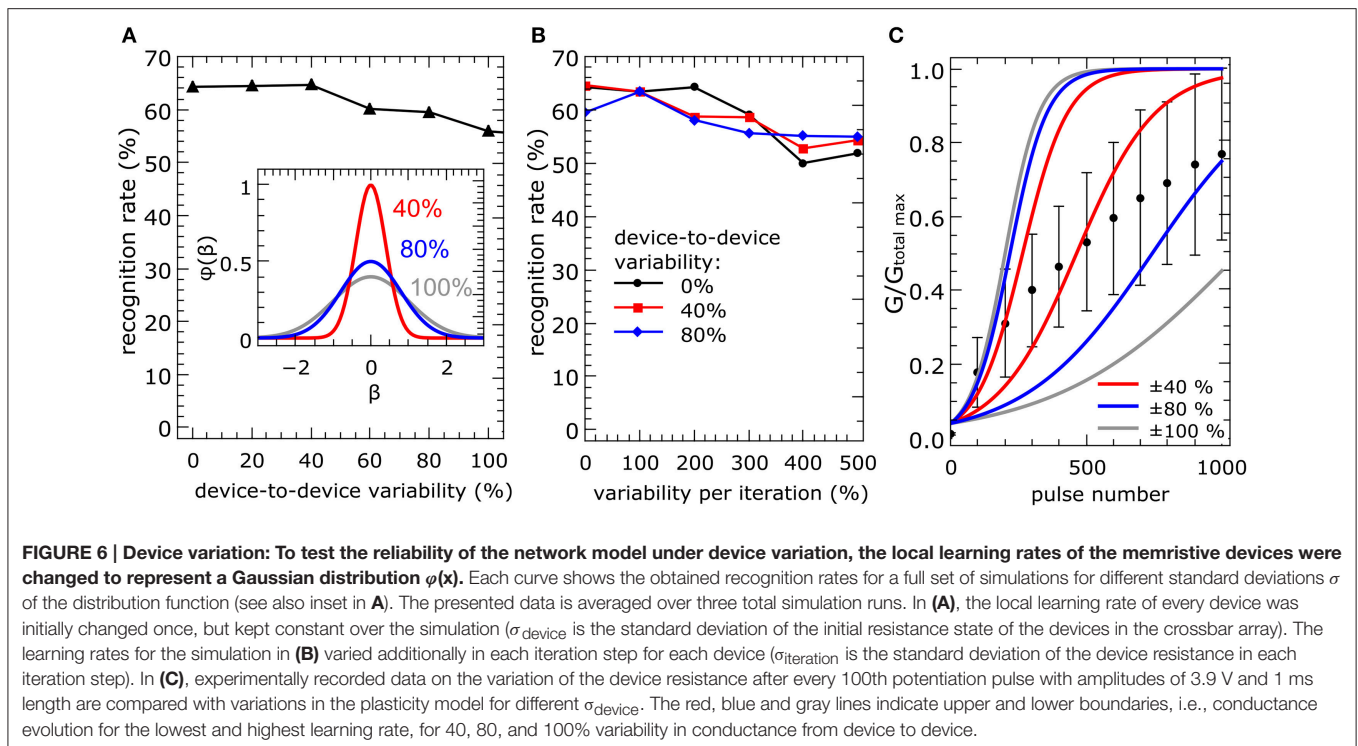 A
70
60
50
40
30
20
10
0
recognition rate (%)
0 20 40 60 80 100
device-to-device variability (%)
1
0.5
0
φ(β)
40%
80%
100%
−2 0 2
β
B
70
60
50
40
30
20
10
0
recognition rate (%)
device-to-device
variability:
0%
40%
80%
0 100 200 300 400 500
variability per iteration (%)
C
1.0
0.8
0.6
0.4
0.2
0.0
G/Gtotal max
±40 %
±80 %
±100 %
0 500 1000
pulse number
FIGURE 6 | Device variation: To test the reliability of the network model under device variation, the local learning rates of the memristive devices were
changed to represent a Gaussian distribution φ(x). Each curve shows the obtained recognition rates for a full set of simulations for different standard deviations σ
of the distribution function (see also inset in A). The presented data is averaged over three total simulation runs. In (A), the local learning rate of every device was
initially changed once, but kept constant over the simulation (σdevice is the standard deviation of the initial resistance state of the devices in the crossbar array). The
learning rates for the simulation in (B) varied additionally in each iteration step for each device (σiteration is the standard deviation of the device resistance in each
iteration step). In (C), experimentally recorded data on the variation of the device resistance after every 100th potentiation pulse with amplitudes of 3.9 V and 1 ms
length are compared with variations in the plasticity model for different σdevice. The red, blue and gray lines indicate upper and lower boundaries, i.e., conductance
evolution for the lowest and highest learning rate, for 40, 80, and 100% variability in conductance from device to device.